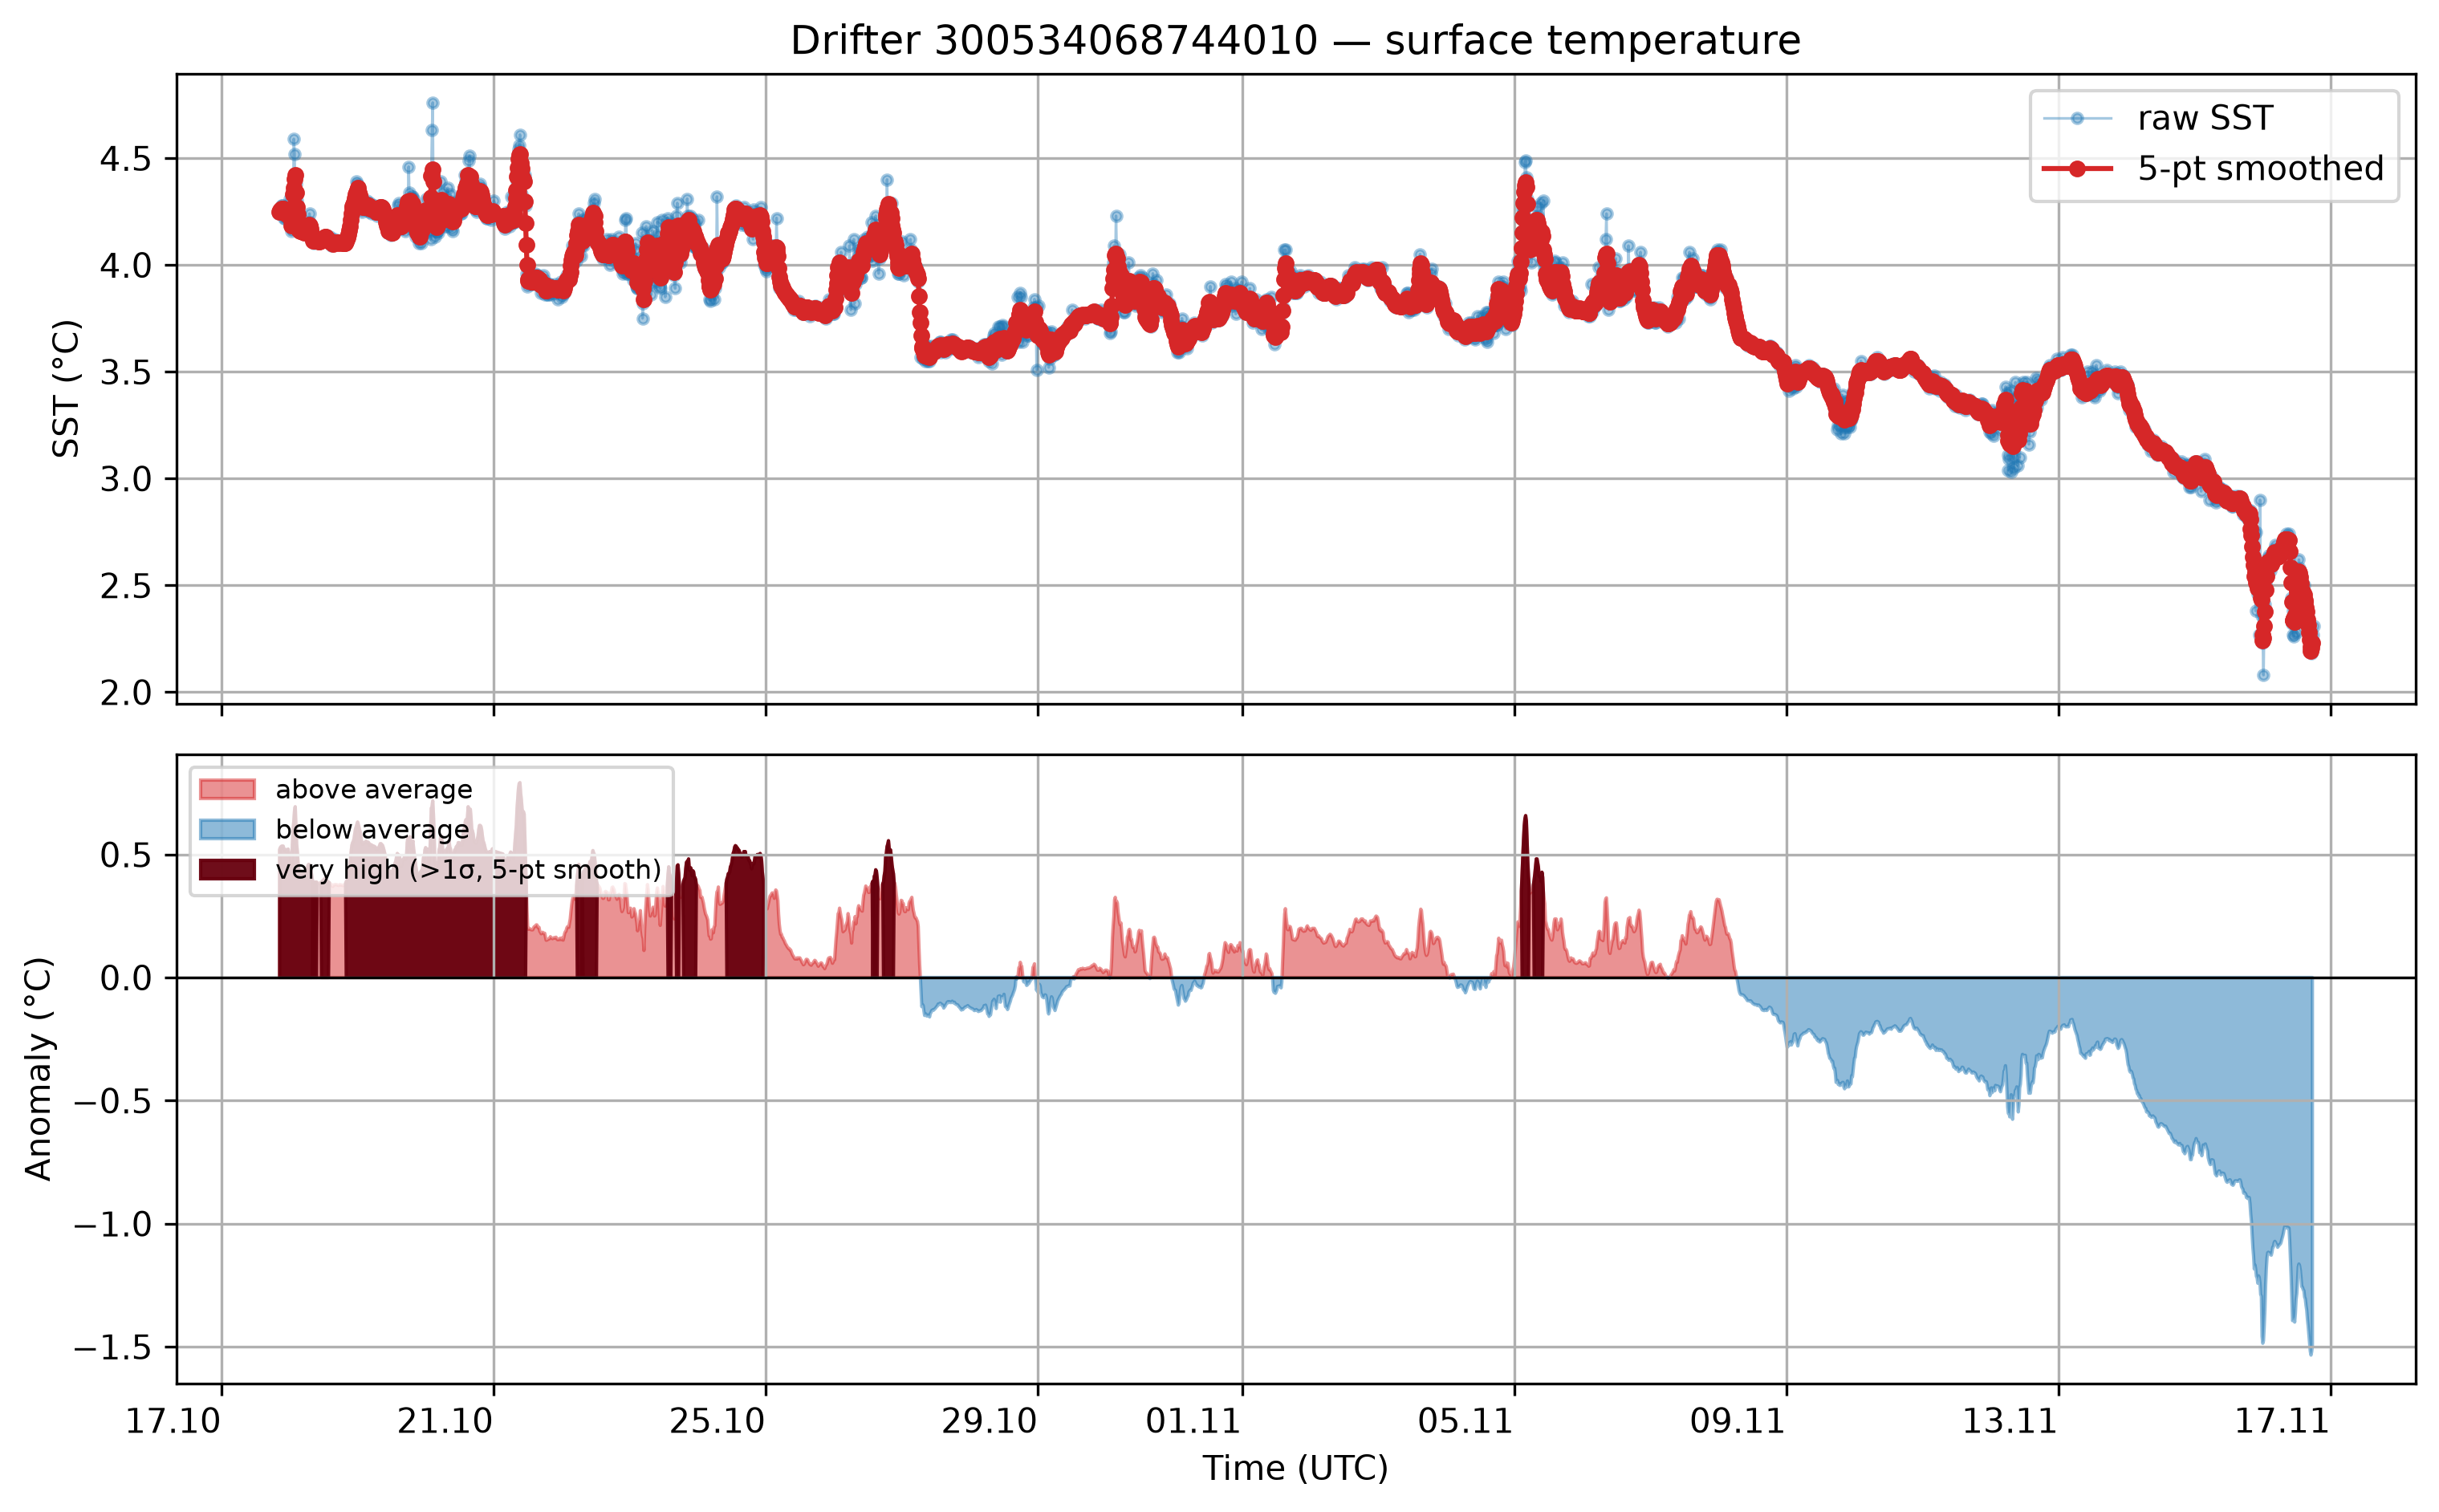 Drifter 300534068744010 — surface temperature
raw SST
5-pt smoothed
SST (°C)
4.5
4.0
3.5
3.0
2.5
2.0
above average
below average
very high (>1σ, 5-pt smooth)
Anomaly (°C)
0.5
0.0
−0.5
−1.0
−1.5
17.10 21.10 25.10 29.10 01.11 05.11 09.11 13.11 17.11
Time (UTC)